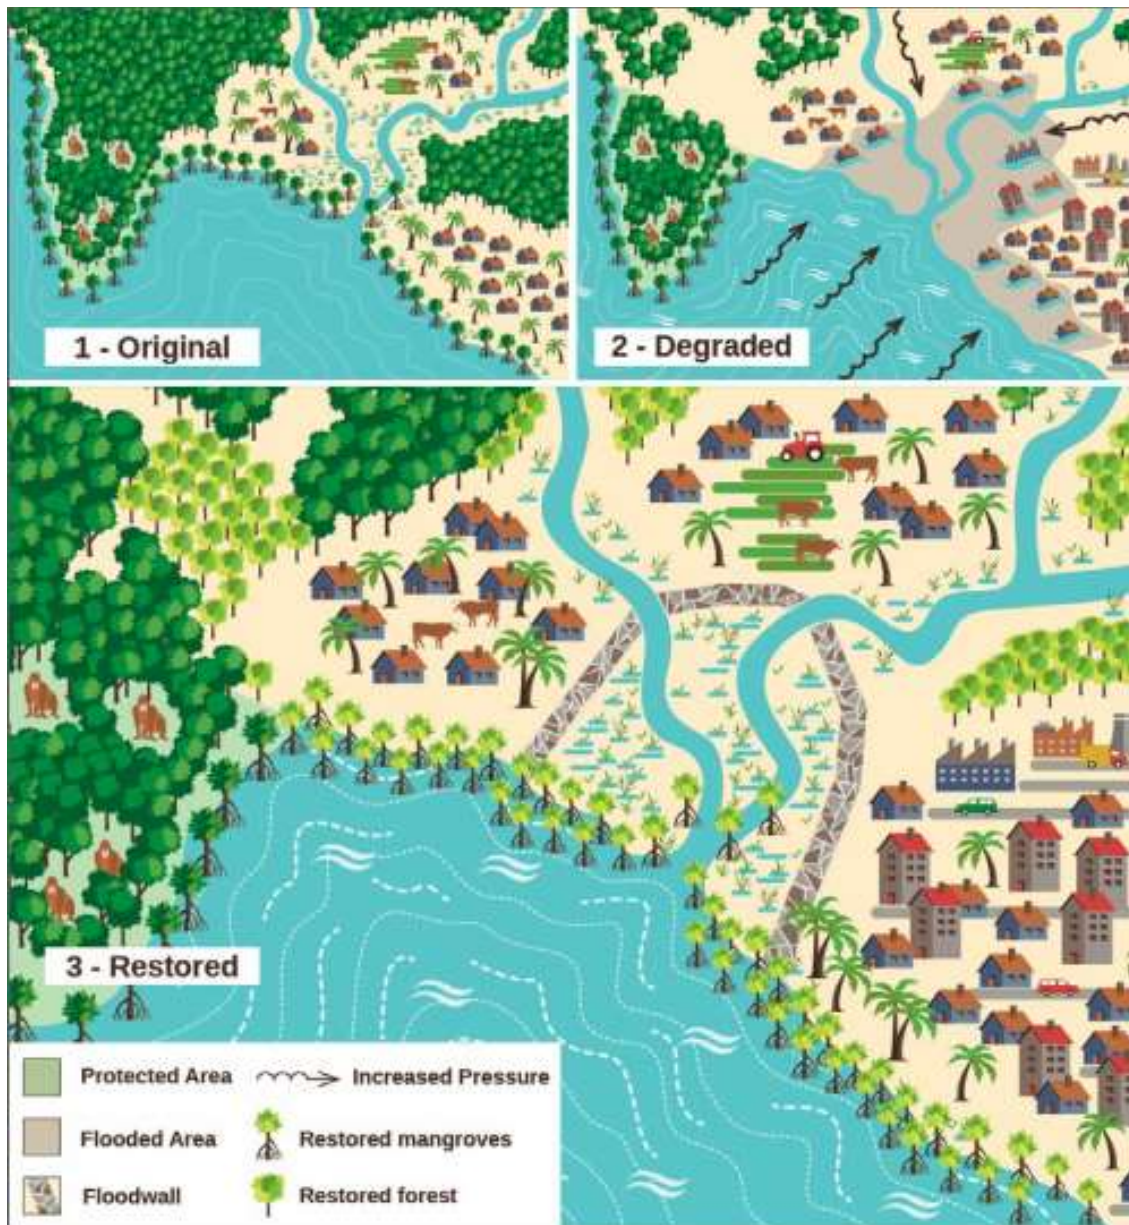 1 - Original
2 - Degraded
3 - Restored
Protected Area
Increased Pressure
Flooded Area
Restored mangroves
Floodwall
Restored forest